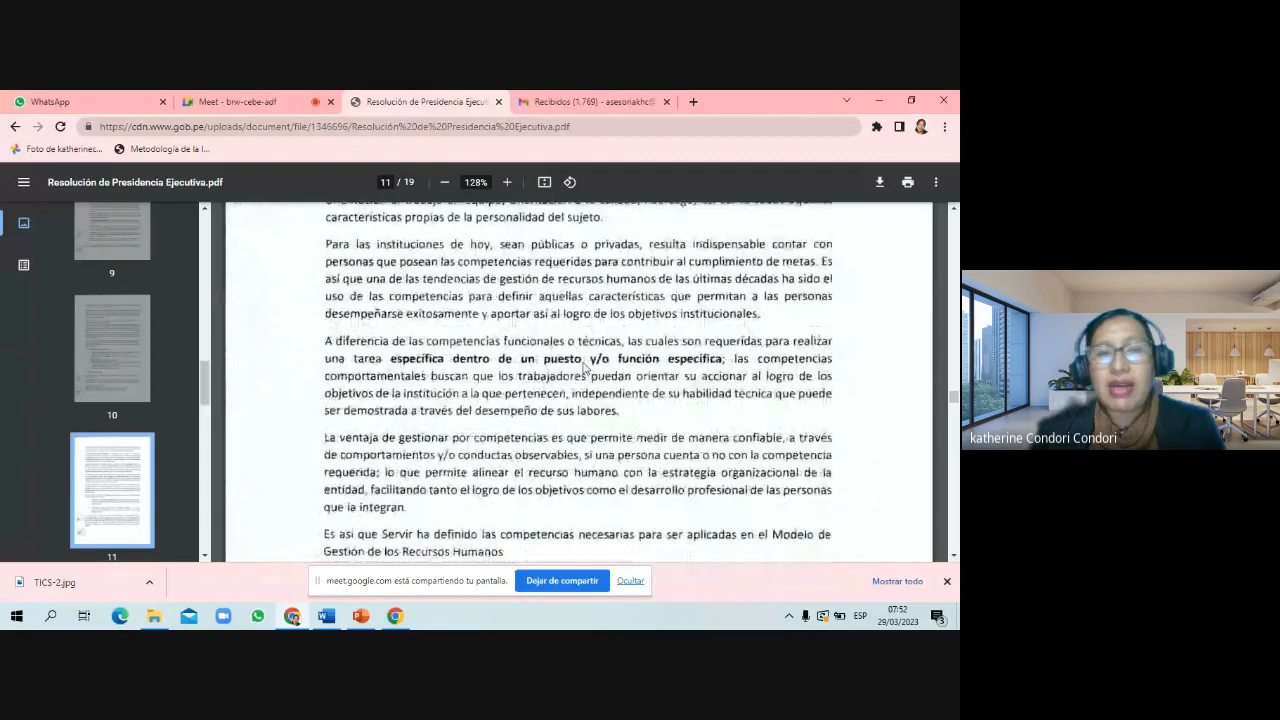 WhatsApp
Meet - brw-cebe-adf
Resolución de Presidencia Ejecut
Recibidos (1.769) - asesoriakhc
https://cdn.www.gob.pe/uploads/document/file/1346696/Resolución%20de%20Presidencia%20Ejecutiva.pdf
Foto de katherinec...
Metodología de la I...
Resolución de Presidencia Ejecutiva.pdf
11 / 19
128%
características propias de la personalidad del sujeto.
Para las instituciones de hoy, sean públicas o privadas, resulta indispensable contar con
personas que posean las competencias requeridas para contribuir al cumplimiento de metas. Es
así que una de las tendencias de gestión de recursos humanos de las últimas décadas ha sido el
uso de las competencias para definir aquellas características que permitan a las personas
desempeñarse exitosamente y aportar así al logro de los objetivos institucionales.
A diferencia de las competencias funcionales o técnicas, las cuales son requeridas para realizar
una tarea específica dentro de un puesto y/o función específica; las competencias
comportamentales buscan que los trabajadores puedan orientar su accionar al logro de los
objetivos de la institución a la que pertenecen, independiente de su habilidad técnica que puede
ser demostrada a través del desempeño de sus labores.
La ventaja de gestionar por competencias es que permite medir de manera confiable, a través
de comportamientos y/o conductas observables, si una persona cuenta o no con la competencia
requerida; lo que permite alinear el recurso humano con la estrategia organizacional de la
entidad, facilitando tanto el logro de los objetivos como el desarrollo profesional de las personas
que la integran.
Es así que Servir ha definido las competencias necesarias para ser aplicadas en el Modelo de
Gestión de los Recursos Humanos
9
10
11
katherine Condori Condori
TICS-2.jpg
meet.google.com está compartiendo tu pantalla.
Dejar de compartir
Ocultar
Mostrar todo
ESP
07:52
29/03/2023
3